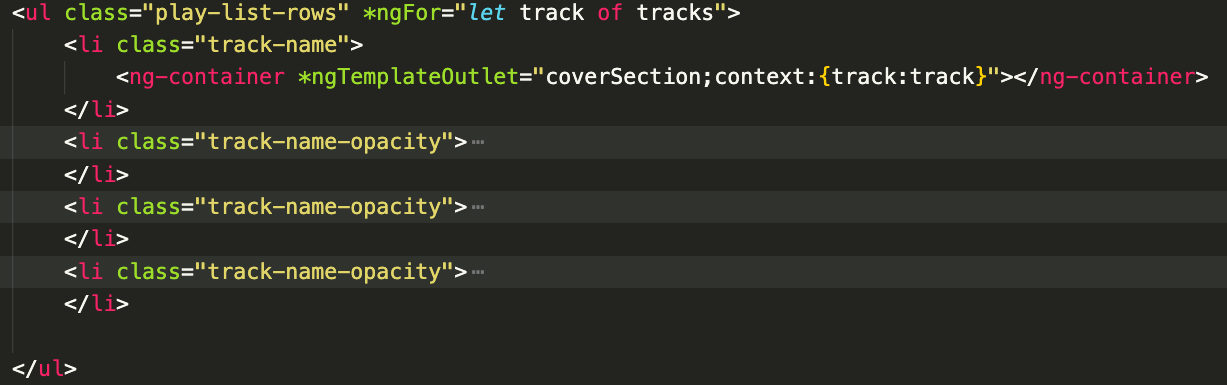 <ul class="play-list-rows" *ngFor="let track of tracks">
    <li class="track-name">
        <ng-container *ngTemplateOutlet="coverSection;context:{track:track}"></ng-container>
    </li>
    <li class="track-name-opacity">⋯
    </li>
    <li class="track-name-opacity">⋯
    </li>
    <li class="track-name-opacity">⋯
    </li>
</ul>